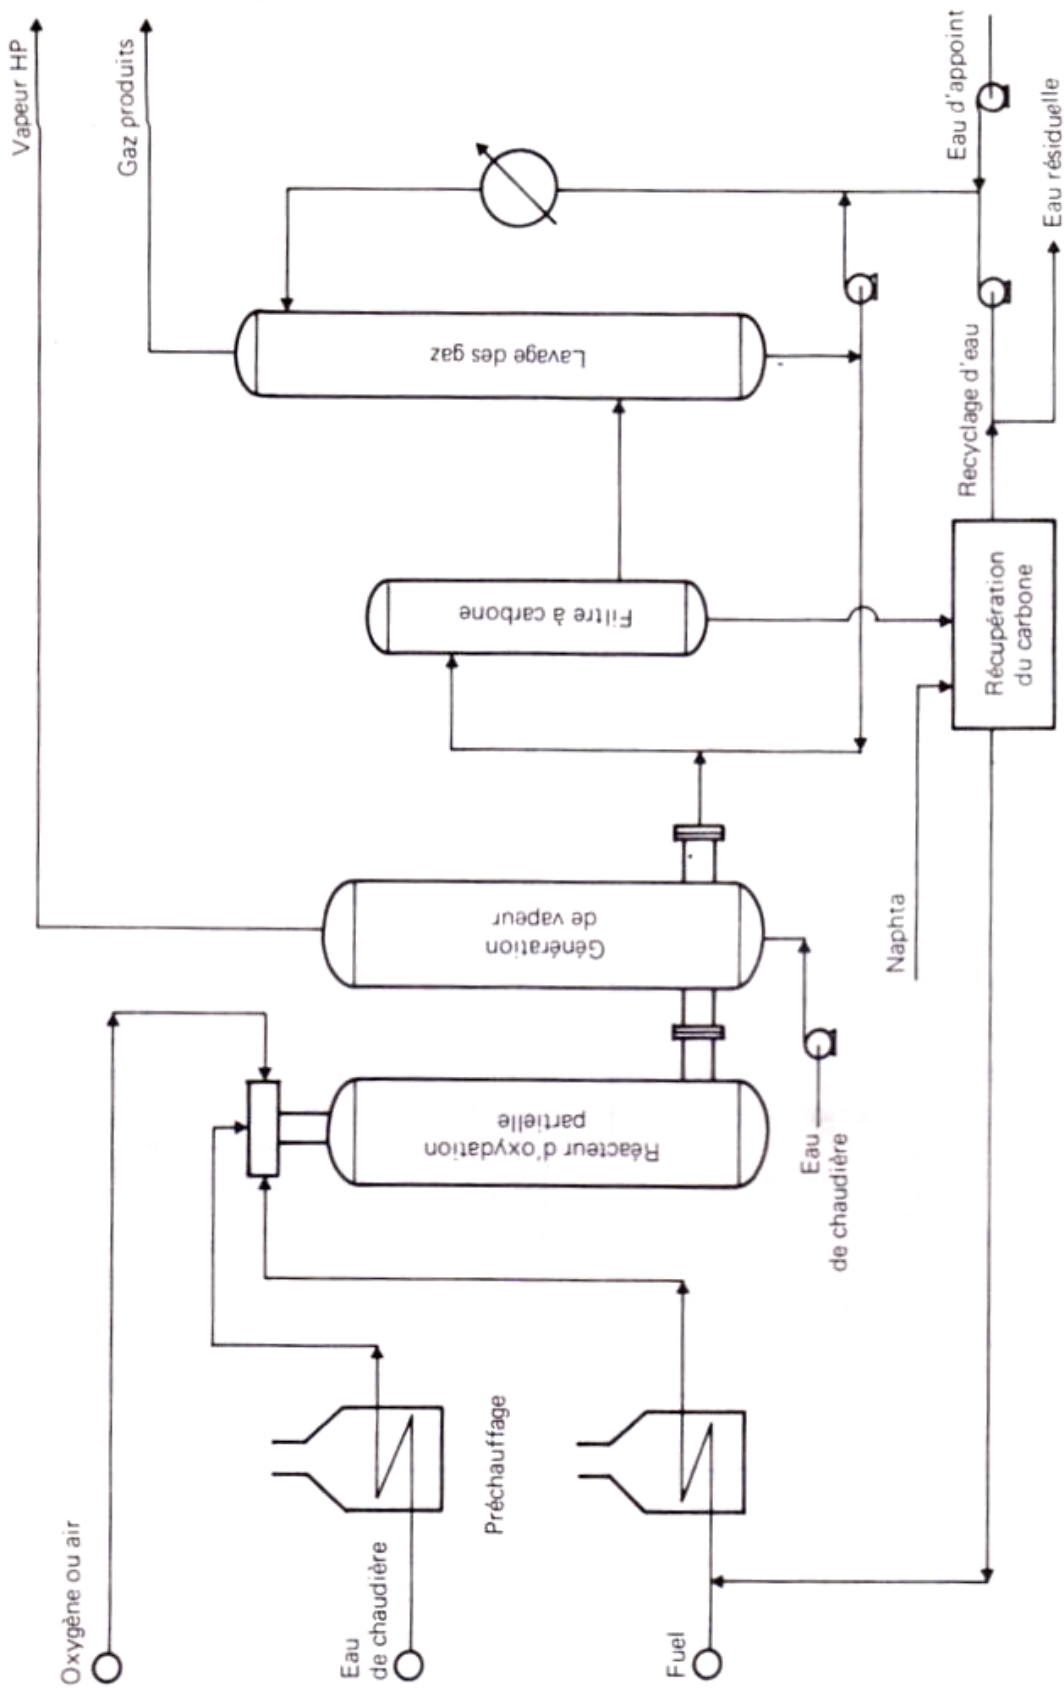 Vapeur HP
Gaz produits
Eau d'appoint
Eau résiduelle
Lavage des gaz
Recyclage d'eau
Filtre à carbone
Récupération
du carbone
Génération
de vapeur
Naphta
Réacteur d'oxydation
partielle
Eau
de chaudière
Préchauffage
Oxygène ou air
Eau
de chaudière
Fuel